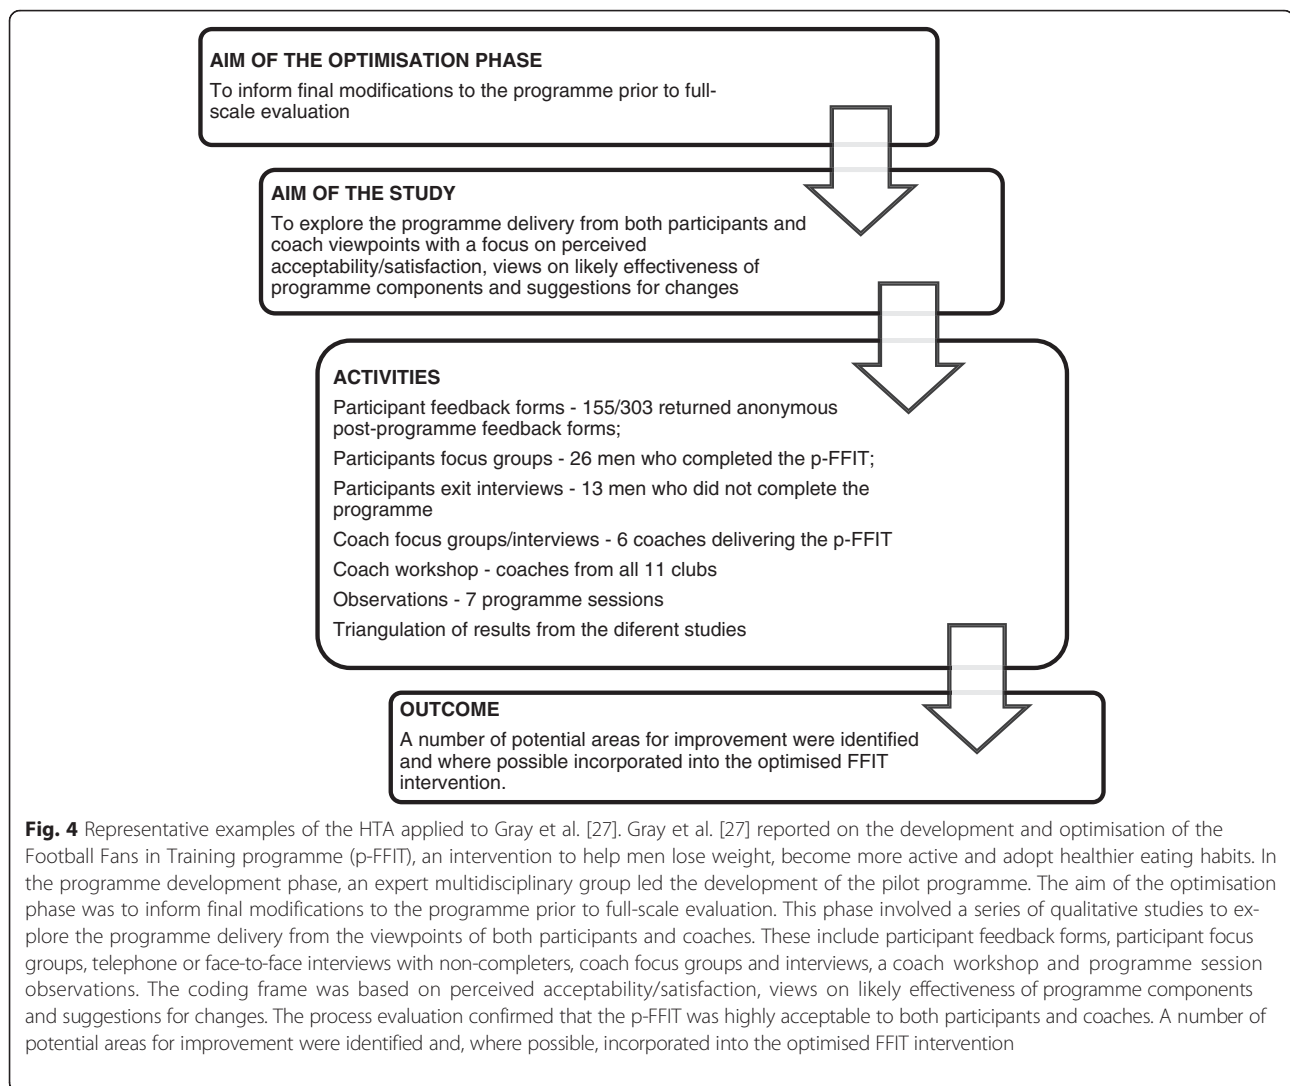 AIM OF THE OPTIMISATION PHASE
To inform final modifications to the programme prior to full-
scale evaluation
AIM OF THE STUDY
To explore the programme delivery from both participants and
coach viewpoints with a focus on perceived
acceptability/satisfaction, views on likely effectiveness of
programme components and suggestions for changes
ACTIVITIES
Participant feedback forms - 155/303 returned anonymous
post-programme feedback forms;
Participants focus groups - 26 men who completed the p-FFIT;
Participants exit interviews - 13 men who did not complete the
programme
Coach focus groups/interviews - 6 coaches delivering the p-FFIT
Coach workshop - coaches from all 11 clubs
Observations - 7 programme sessions
Triangulation of results from the diferent studies
OUTCOME
A number of potential areas for improvement were identified
and where possible incorporated into the optimised FFIT
intervention.
Fig. 4 Representative examples of the HTA applied to Gray et al. [27]. Gray et al. [27] reported on the development and optimisation of the
Football Fans in Training programme (p-FFIT), an intervention to help men lose weight, become more active and adopt healthier eating habits. In
the programme development phase, an expert multidisciplinary group led the development of the pilot programme. The aim of the optimisation
phase was to inform final modifications to the programme prior to full-scale evaluation. This phase involved a series of qualitative studies to ex-
plore the programme delivery from the viewpoints of both participants and coaches. These include participant feedback forms, participant focus
groups, telephone or face-to-face interviews with non-completers, coach focus groups and interviews, a coach workshop and programme session
observations. The coding frame was based on perceived acceptability/satisfaction, views on likely effectiveness of programme components
and suggestions for changes. The process evaluation confirmed that the p-FFIT was highly acceptable to both participants and coaches. A number of
potential areas for improvement were identified and, where possible, incorporated into the optimised FFIT intervention